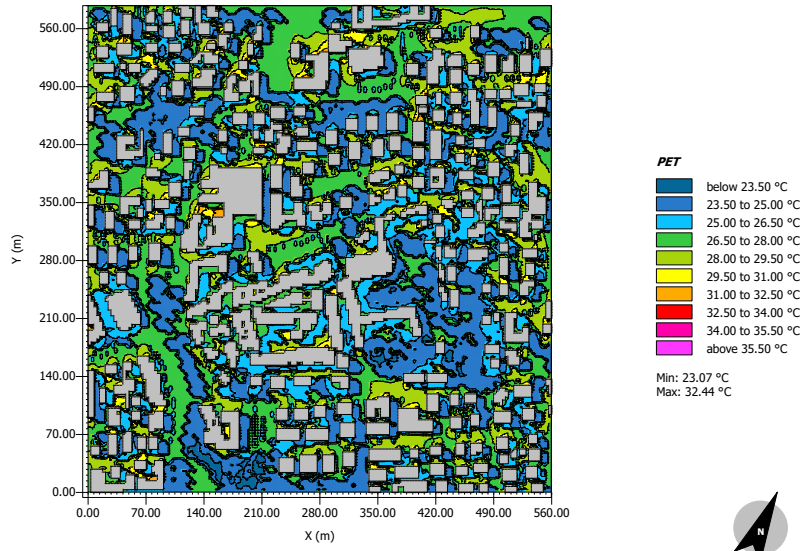 560.00
490.00
420.00
350.00
280.00
210.00
140.00
70.00
0.00
Y (m)
0.00 70.00 140.00 210.00 280.00 350.00 420.00 490.00 560.00
X (m)
PET
below 23.50 °C
23.50 to 25.00 °C
25.00 to 26.50 °C
26.50 to 28.00 °C
28.00 to 29.50 °C
29.50 to 31.00 °C
31.00 to 32.50 °C
32.50 to 34.00 °C
34.00 to 35.50 °C
above 35.50 °C
Min: 23.07 °C
Max: 32.44 °C
N